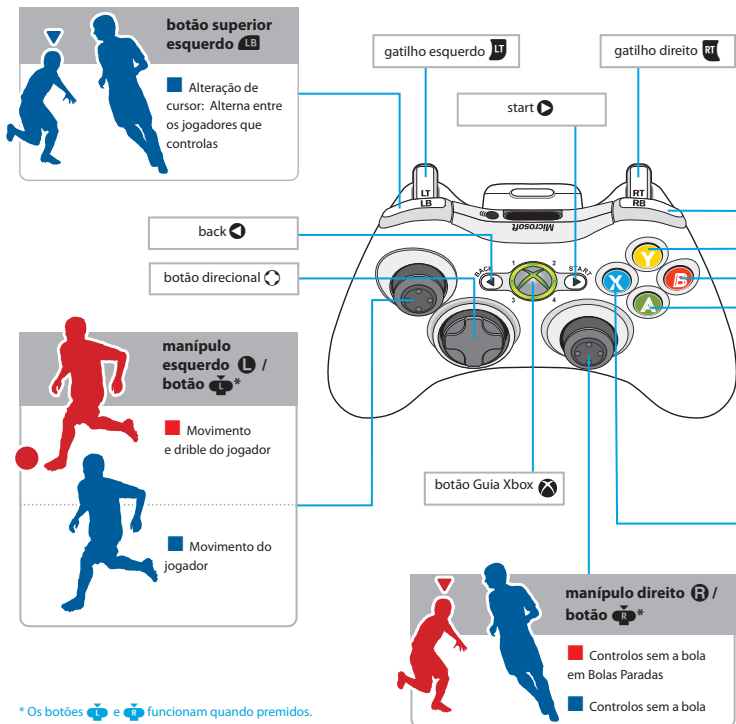 botão superior
esquerdo LB
Alteração de
cursor: Alterna entre
os jogadores que
controlas
gatilho esquerdo LT
gatilho direito RT
start
LT
LB
RT
RB
Microsoft
back
botão direcional
BACK
START
1
2
3
4
Y
X
B
A
manípulo
esquerdo L /
botão L *
Movimento
e drible do jogador
Movimento do
jogador
botão Guia Xbox
manípulo direito R /
botão R *
Controlos sem a bola
em Bolas Paradas
Controlos sem a bola
* Os botões L e R funcionam quando premidos.